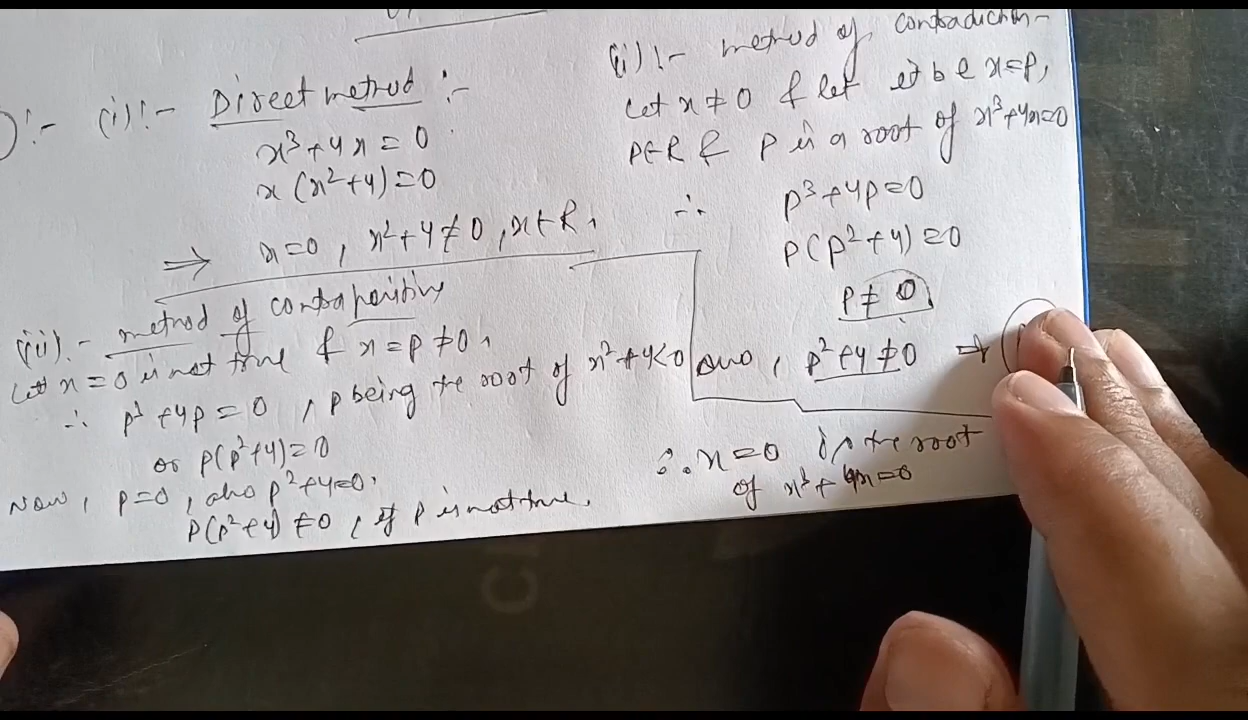 (i) :- Direct method :-
x³+4x=0
x(x²+4)=0
⇒ x=0, x²+4≠0, x∈R,
(ii) :- method of contradiction-
Let x≠0 & let it be x=p,
p∈R & p is a root of x³+4x=0
∴ p³+4p=0
p(p²+4)=0
p≠0
p²+4≠0 ⇒
∴ x=0 is the root
of x³+4x=0
(iii) :- method of contrapositive
Let x=0 is not true & x=p≠0,
∴ p³+4p=0, p being the root of
or p(p²+4)=0
Now, p=0, also p²+4=0,
p(p²+4)≠0, if p is not true.